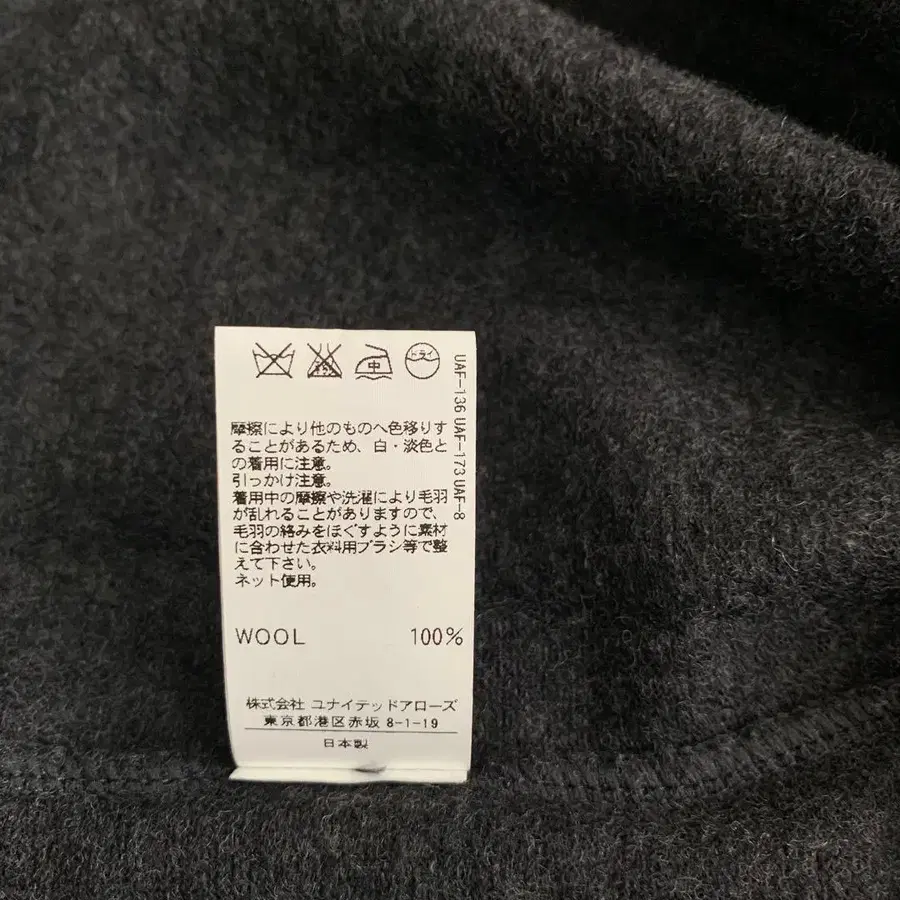 中 ドライ
摩擦により他のものへ色移りす
ることがあるため、白・淡色と
の着用に注意。
引っかけ注意。
着用中の摩擦や洗濯により毛羽
が乱れることがありますので、
毛羽の絡みをほぐすように素材
に合わせた衣料用ブラシ等で整
えて下さい。
ネット使用。
WOOL 100%
株式会社 ユナイテッドアローズ
東京都港区赤坂 8-1-19
日本製
UAF-136 UAF-173 UAF-8